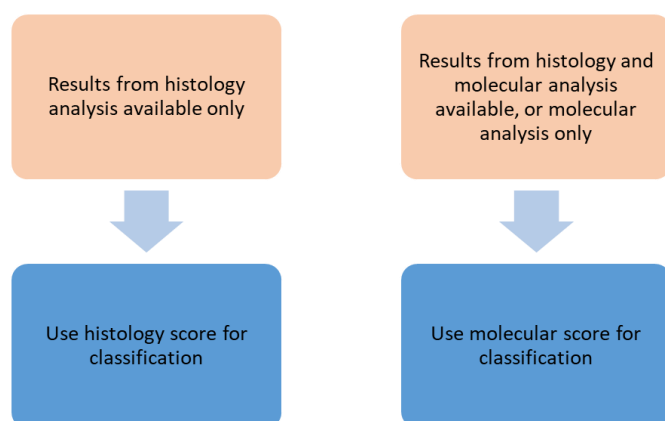 Results from histology
analysis available only
Results from histology and
molecular analysis
available, or molecular
analysis only
Use histology score for
classification
Use molecular score for
classification